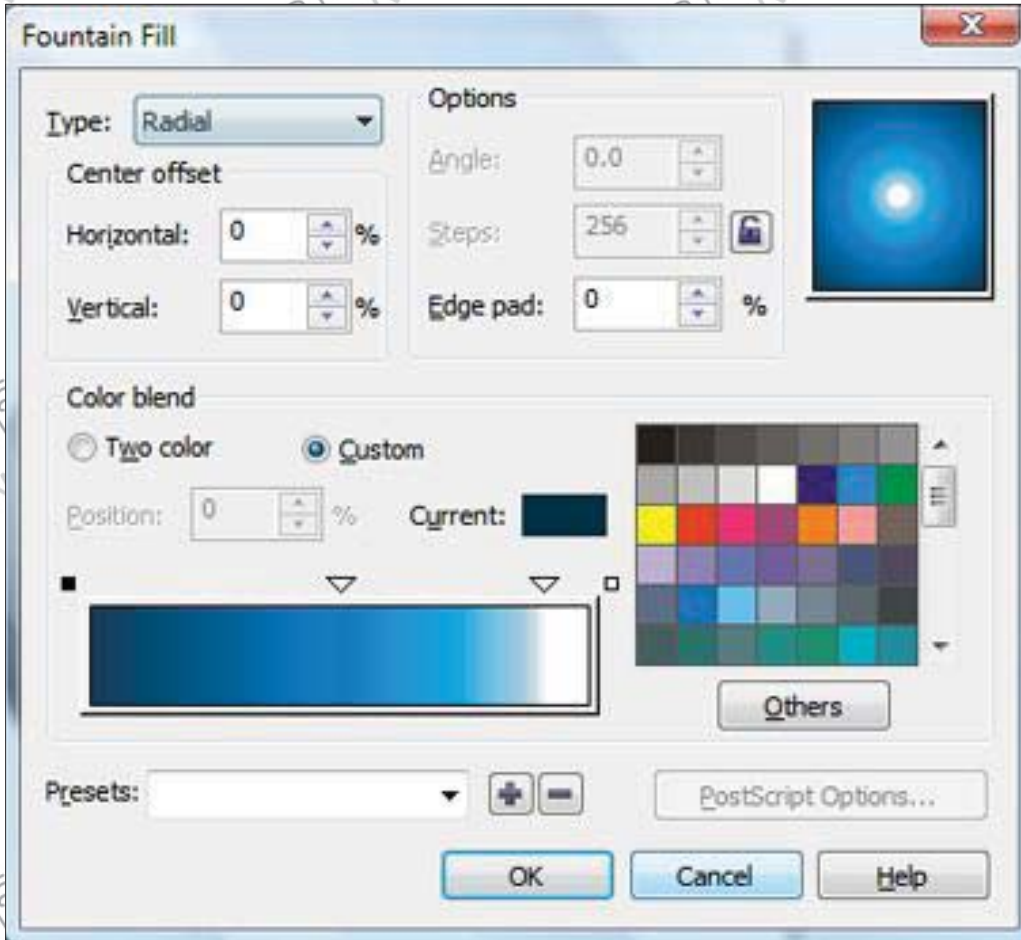 Fountain Fill
Type: Radial
Options
Center offset
Angle: 0.0
Horizontal: 0 %
Steps: 256
Vertical: 0 %
Edge pad: 0 %
Color blend
Two color
Custom
Position: 0 %
Current:
Others
Presets:
PostScript Options...
OK
Cancel
Help